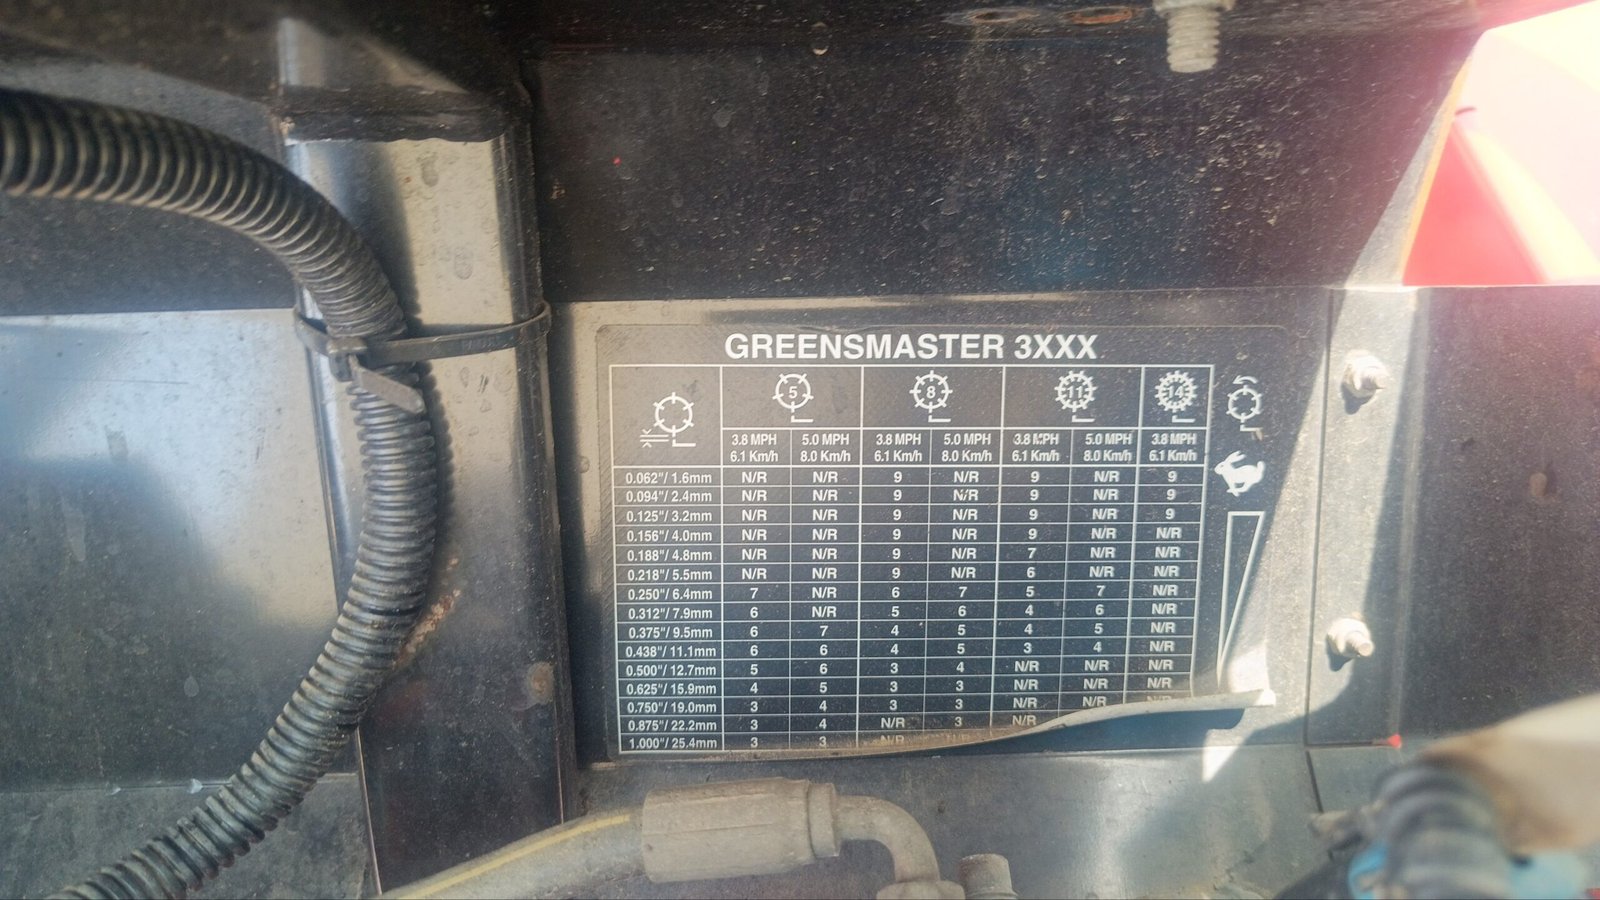 GREENSMASTER 3XXX
5 8 11 14
3.8 MPH 5.0 MPH 3.8 MPH 5.0 MPH 3.8 MPH 5.0 MPH 3.8 MPH
6.1 Km/h 8.0 Km/h 6.1 Km/h 8.0 Km/h 6.1 Km/h 8.0 Km/h 6.1 Km/h
0.062"/ 1.6mm N/R N/R 9 N/R 9 N/R 9
0.094"/ 2.4mm N/R N/R 9 N/R 9 N/R 9
0.125"/ 3.2mm N/R N/R 9 N/R 9 N/R 9
0.156"/ 4.0mm N/R N/R 9 N/R 9 N/R N/R
0.188"/ 4.8mm N/R N/R 9 N/R 7 N/R N/R
0.218"/ 5.5mm N/R N/R 9 N/R 6 N/R N/R
0.250"/ 6.4mm 7 N/R 6 7 5 7 N/R
0.312"/ 7.9mm 6 N/R 5 6 4 6 N/R
0.375"/ 9.5mm 6 7 4 5 4 5 N/R
0.438"/ 11.1mm 6 6 4 5 3 4 N/R
0.500"/ 12.7mm 5 6 3 4 N/R N/R N/R
0.625"/ 15.9mm 4 5 3 3 N/R N/R N/R
0.750"/ 19.0mm 3 4 3 3 N/R N/R N/R
0.875"/ 22.2mm 3 4 N/R 3 N/R
1.000"/ 25.4mm 3 3 N/R